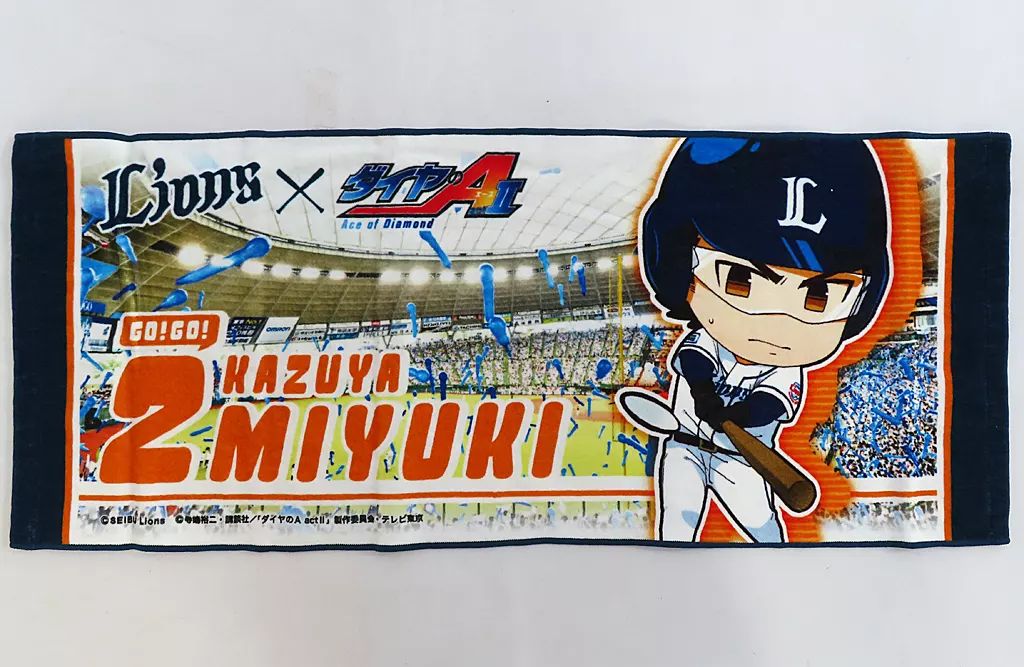 Lions × ダイヤのA II
Ace of Diamond
L
GO!GO!
OMRON
2 KAZUYA
MIYUKI
©SEIBU Lions ©寺嶋裕二・講談社/「ダイヤのA actII」製作委員会・テレビ東京